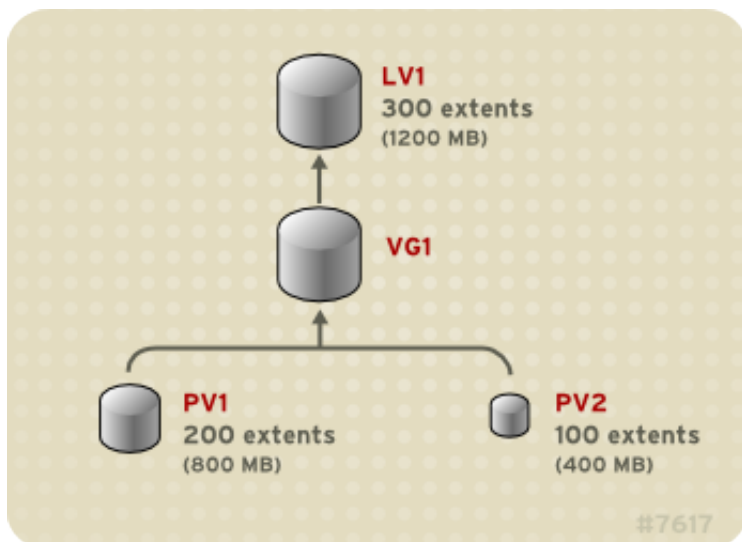 LV1
300 extents
(1200 MB)
VG1
PV1
200 extents
(800 MB)
PV2
100 extents
(400 MB)
#7617